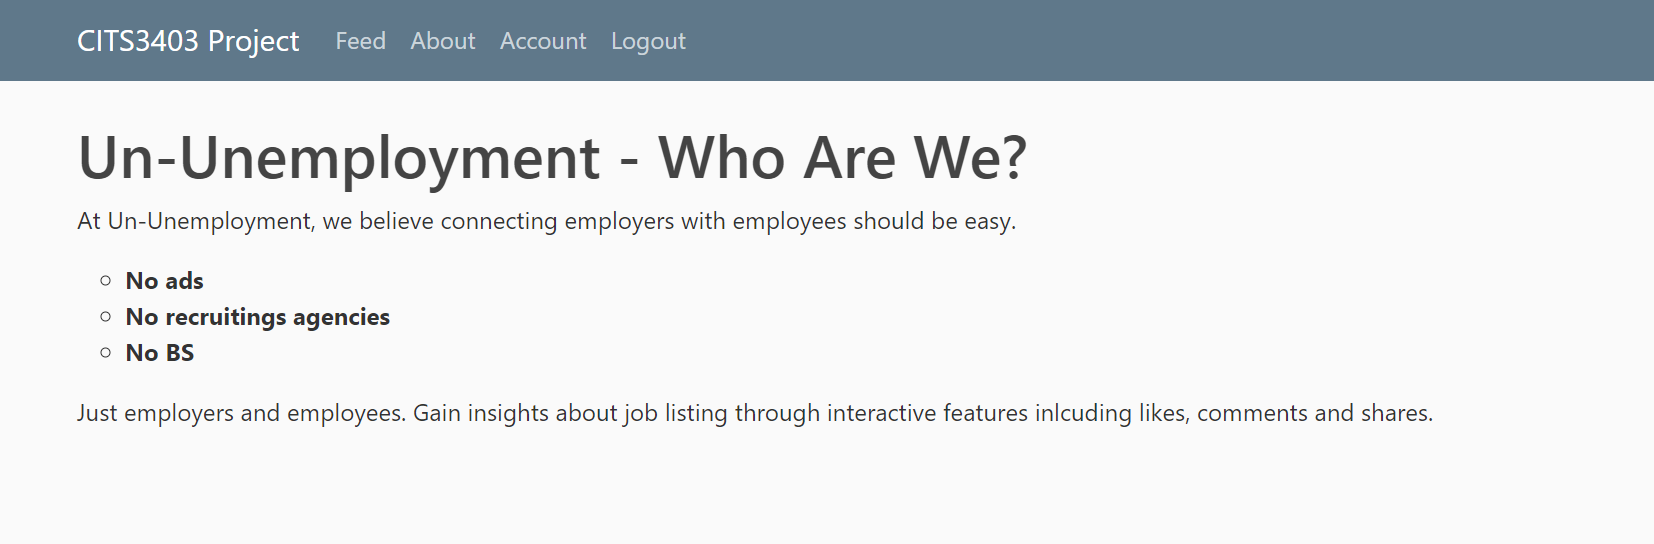 CITS3403 Project Feed About Account Logout
Un-Unemployment - Who Are We?
At Un-Unemployment, we believe connecting employers with employees should be easy.
No ads
No recruitings agencies
No BS
Just employers and employees. Gain insights about job listing through interactive features inlcuding likes, comments and shares.